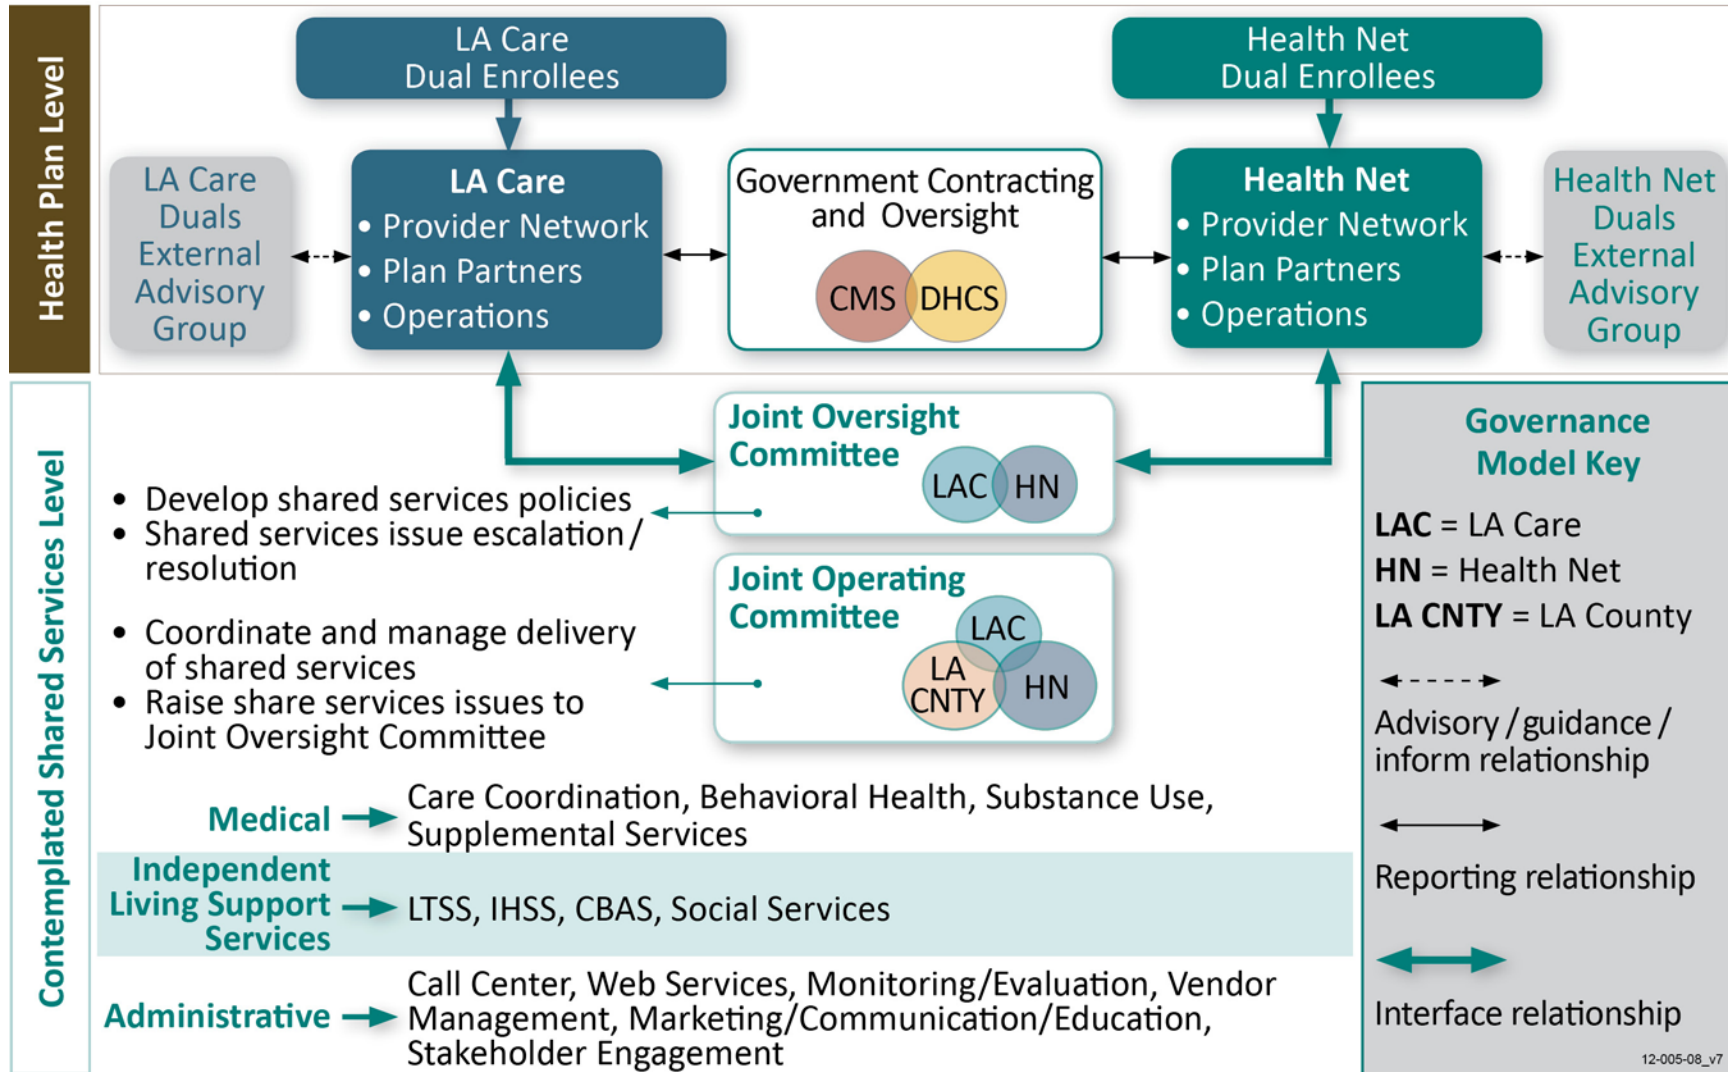 Health Plan Level
LA Care
Dual Enrollees
Health Net
Dual Enrollees
LA Care
Duals
External
Advisory
Group
LA Care
• Provider Network
• Plan Partners
• Operations
Government Contracting
and Oversight
CMS
DHCS
Health Net
• Provider Network
• Plan Partners
• Operations
Health Net
Duals
External
Advisory
Group
Contemplated Shared Services Level
Joint Oversight
Committee
LAC
HN
• Develop shared services policies
• Shared services issue escalation/
resolution
Joint Operating
Committee
LAC
LA
CNTY
HN
• Coordinate and manage delivery
of shared services
• Raise share services issues to
Joint Oversight Committee
Medical
Care Coordination, Behavioral Health, Substance Use,
Supplemental Services
Independent
Living Support
Services
LTSS, IHSS, CBAS, Social Services
Administrative
Call Center, Web Services, Monitoring/Evaluation, Vendor
Management, Marketing/Communication/Education,
Stakeholder Engagement
Governance
Model Key
LAC = LA Care
HN = Health Net
LA CNTY = LA County
Advisory/guidance/
inform relationship
Reporting relationship
Interface relationship
12-005-08_v7